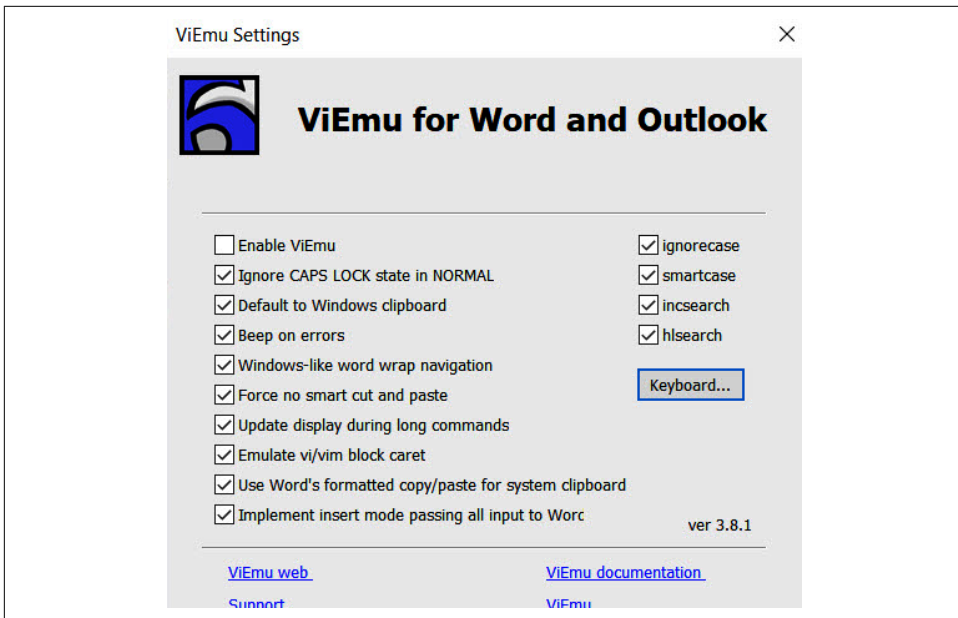 ViEmu Settings
ViEmu for Word and Outlook
Enable ViEmu
Ignore CAPS LOCK state in NORMAL
Default to Windows clipboard
Beep on errors
Windows-like word wrap navigation
Force no smart cut and paste
Update display during long commands
Emulate vi/vim block caret
Use Word's formatted copy/paste for system clipboard
Implement insert mode passing all input to Word
ignorecase
smartcase
incsearch
hlsearch
Keyboard...
ver 3.8.1
ViEmu web
ViEmu documentation
Support
ViEmu